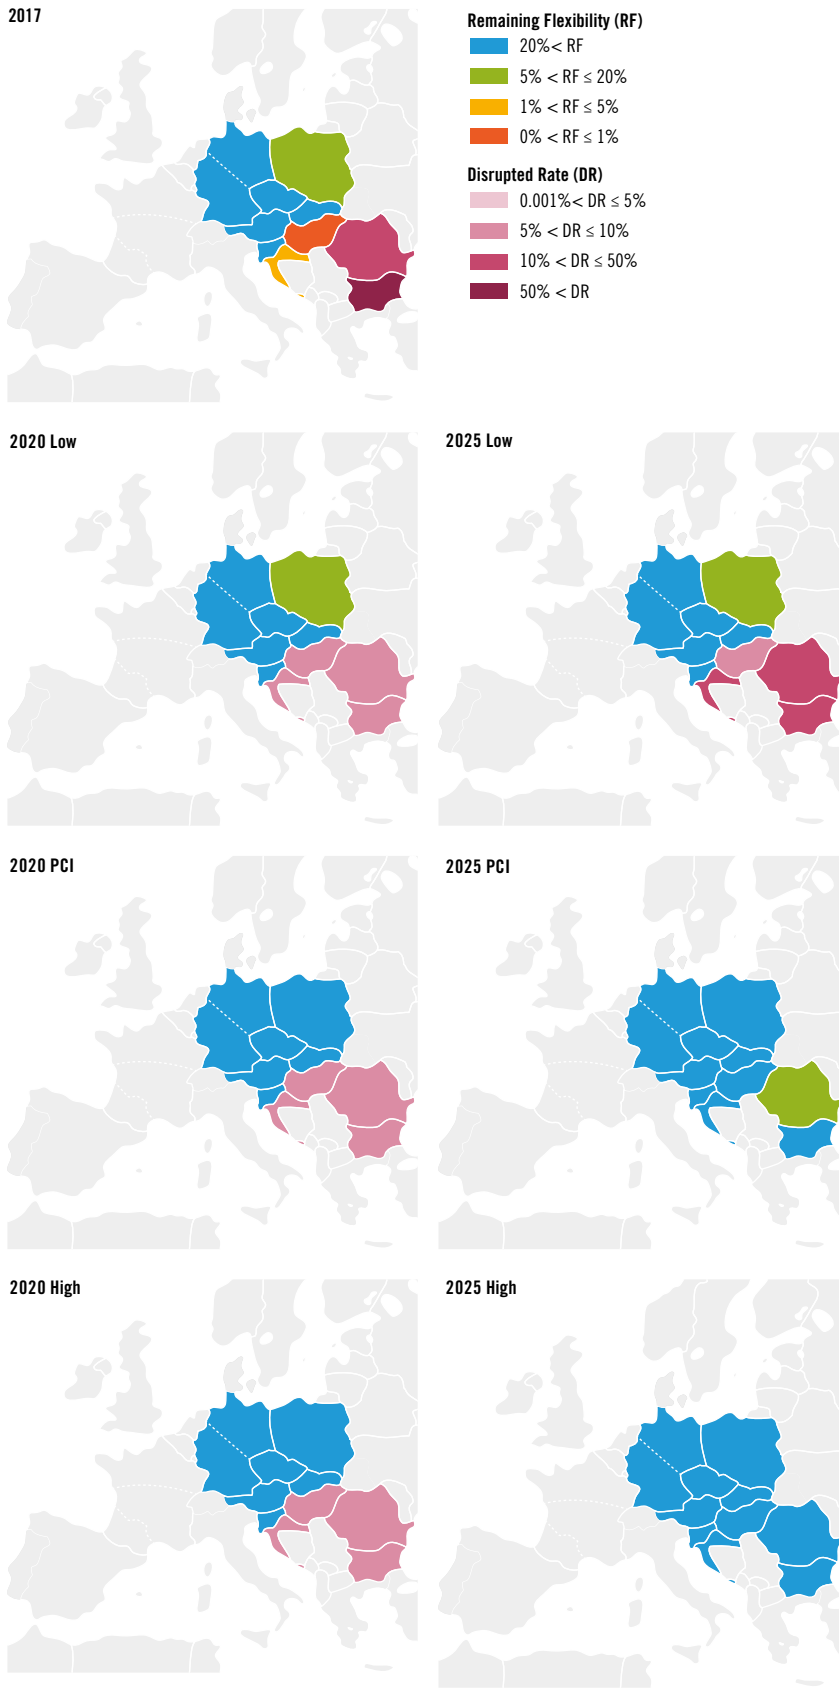 2017
Remaining Flexibility (RF)
20%< RF
5% < RF ≤ 20%
1% < RF ≤ 5%
0% < RF ≤ 1%
Disrupted Rate (DR)
0.001%< DR ≤ 5%
5% < DR ≤ 10%
10% < DR ≤ 50%
50% < DR
2020 Low
2025 Low
2020 PCI
2025 PCI
2020 High
2025 High